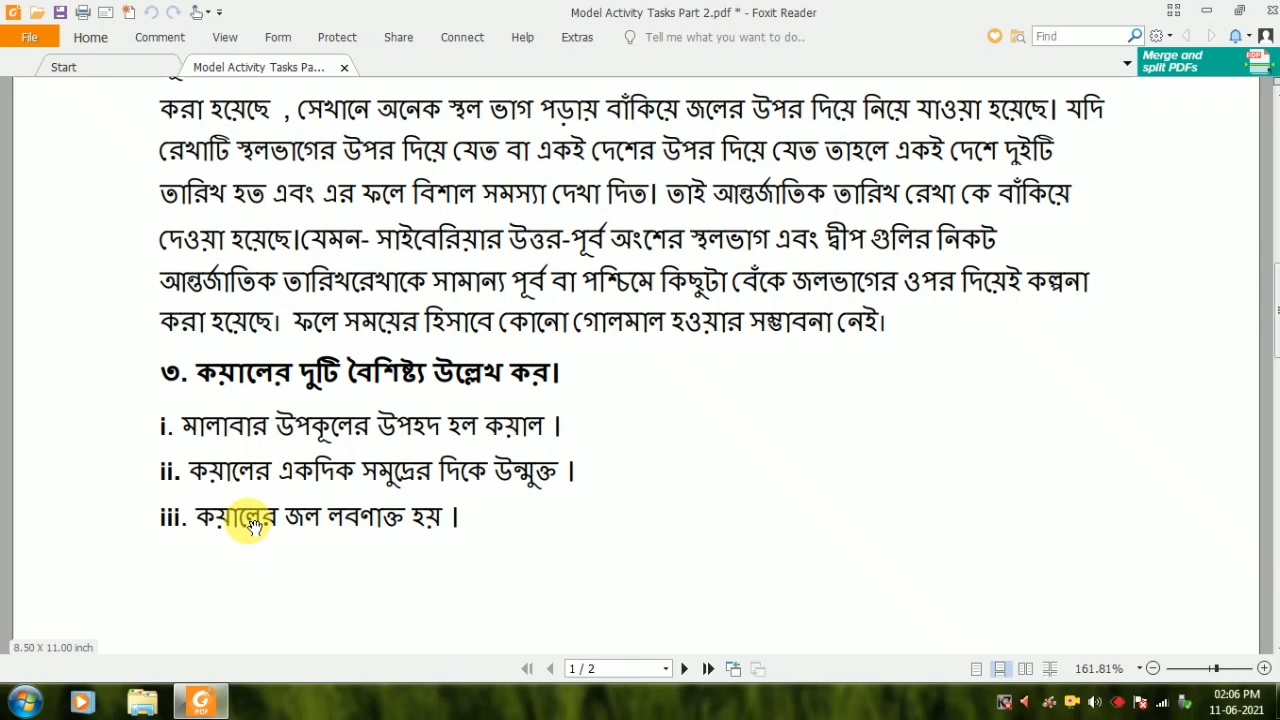 Model Activity Tasks Part 2.pdf * - Foxit Reader
File Home Comment View Form Protect Share Connect Help Extras Tell me what you want to do.. Find
Start Model Activity Tasks Pa... Merge and split PDFs
করা হয়েছে , সেখানে অনেক স্থল ভাগ পড়ায় বাঁকিয়ে জলের উপর দিয়ে নিয়ে যাওয়া হয়েছে। যদি
রেখাটি স্থলভাগের উপর দিয়ে যেত বা একই দেশের উপর দিয়ে যেত তাহলে একই দেশে দুইটি
তারিখ হত এবং এর ফলে বিশাল সমস্যা দেখা দিত। তাই আন্তর্জাতিক তারিখ রেখা কে বাঁকিয়ে
দেওয়া হয়েছে।যেমন- সাইবেরিয়ার উত্তর-পূর্ব অংশের স্থলভাগ এবং দ্বীপ গুলির নিকট
আন্তর্জাতিক তারিখরেখাকে সামান্য পূর্ব বা পশ্চিমে কিছুটা বেঁকে জলভাগের ওপর দিয়েই কল্পনা
করা হয়েছে। ফলে সময়ের হিসাবে কোনো গোলমাল হওয়ার সম্ভাবনা নেই।
৩. কয়ালের দুটি বৈশিষ্ট্য উল্লেখ কর।
i. মালাবার উপকূলের উপহদ হল কয়াল ।
ii. কয়ালের একদিক সমুদ্রের দিকে উন্মুক্ত ।
iii. কয়ালের জল লবণাক্ত হয় ।
8.50 X 11.00 inch
1 / 2 161.81%
02:06 PM
11-06-2021